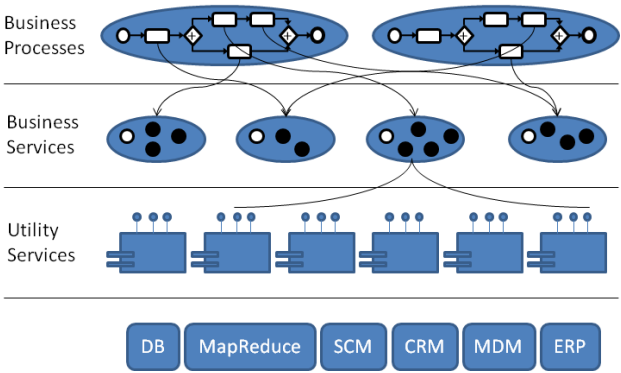 Business
Processes
Business
Services
Utility
Services
DB MapReduce SCM CRM MDM ERP